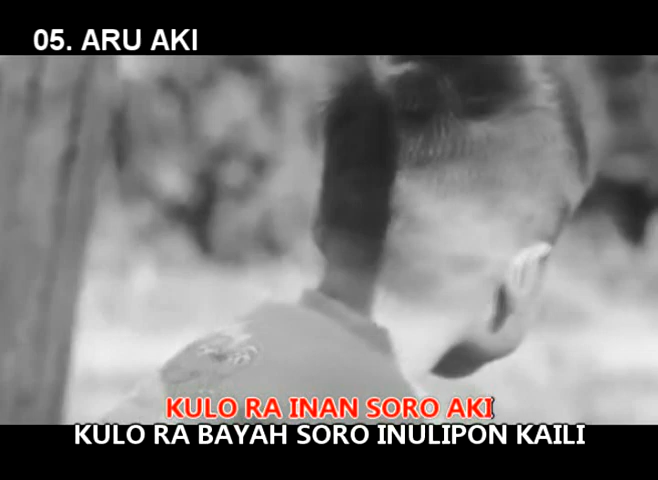 05. ARU AKI
KULO RA INAN SORO AKI
KULO RA BAYAH SORO INULIPON KAILI